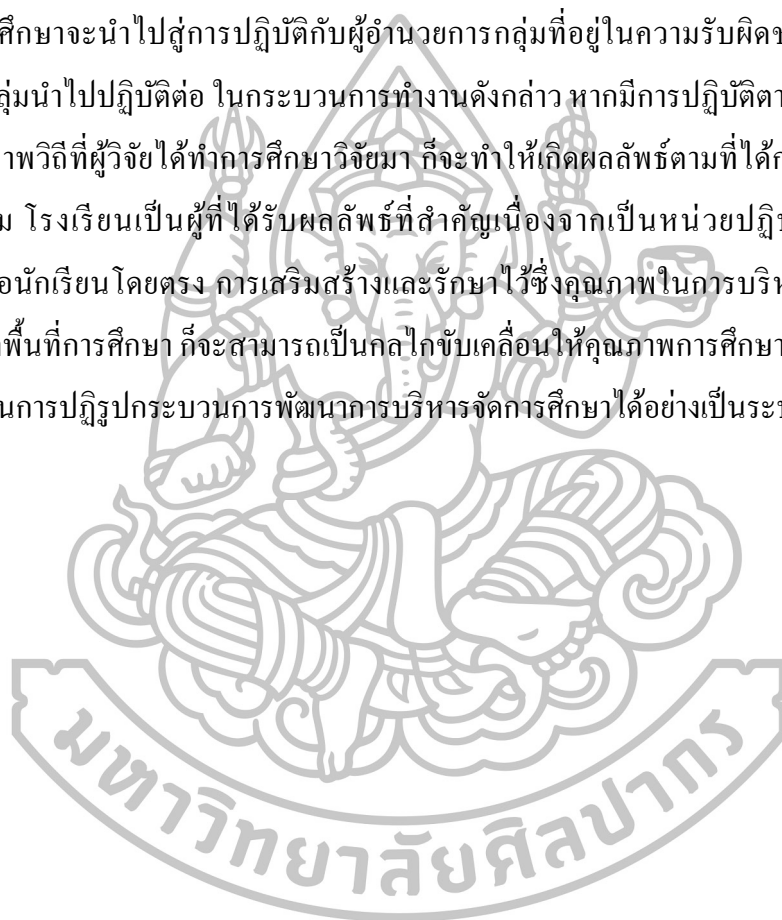 ศึกษาจะนำไปสู่การปฏิบัติกับผู้อำนวยการกลุ่มที่อยู่ในความรับผิดช
ลุ่มนำไปปฏิบัติต่อ ในกระบวนการทำงานดังกล่าว หากมีการปฏิบัติตา
าพวิถีที่ผู้วิจัยได้ทำการศึกษาวิจัยมา ก็จะทำให้เกิดผลลัพธ์ตามที่ได้ก
ม โรงเรียนเป็นผู้ที่ได้รับผลลัพธ์ที่สำคัญเนื่องจากเป็นหน่วยปฏิบ
อนักเรียนโดยตรง การเสริมสร้างและรักษาไว้ซึ่งคุณภาพในการบริห
พื้นที่การศึกษา ก็จะสามารถเป็นกลไกขับเคลื่อนให้คุณภาพการศึกษา
นการปฏิรูปกระบวนการพัฒนาการบริหารจัดการศึกษาได้อย่างเป็นระบ
มหาวิทยาลัยศิลปากร